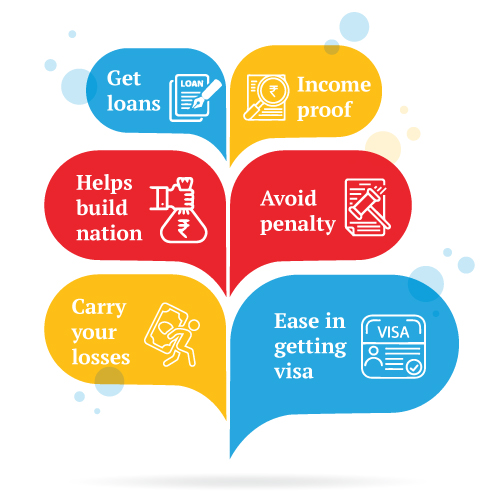 Get
loans
LOAN
₹
Income
proof
Helps
build
nation
₹
Avoid
penalty
Carry
your
losses
Ease in
getting
visa
VISA